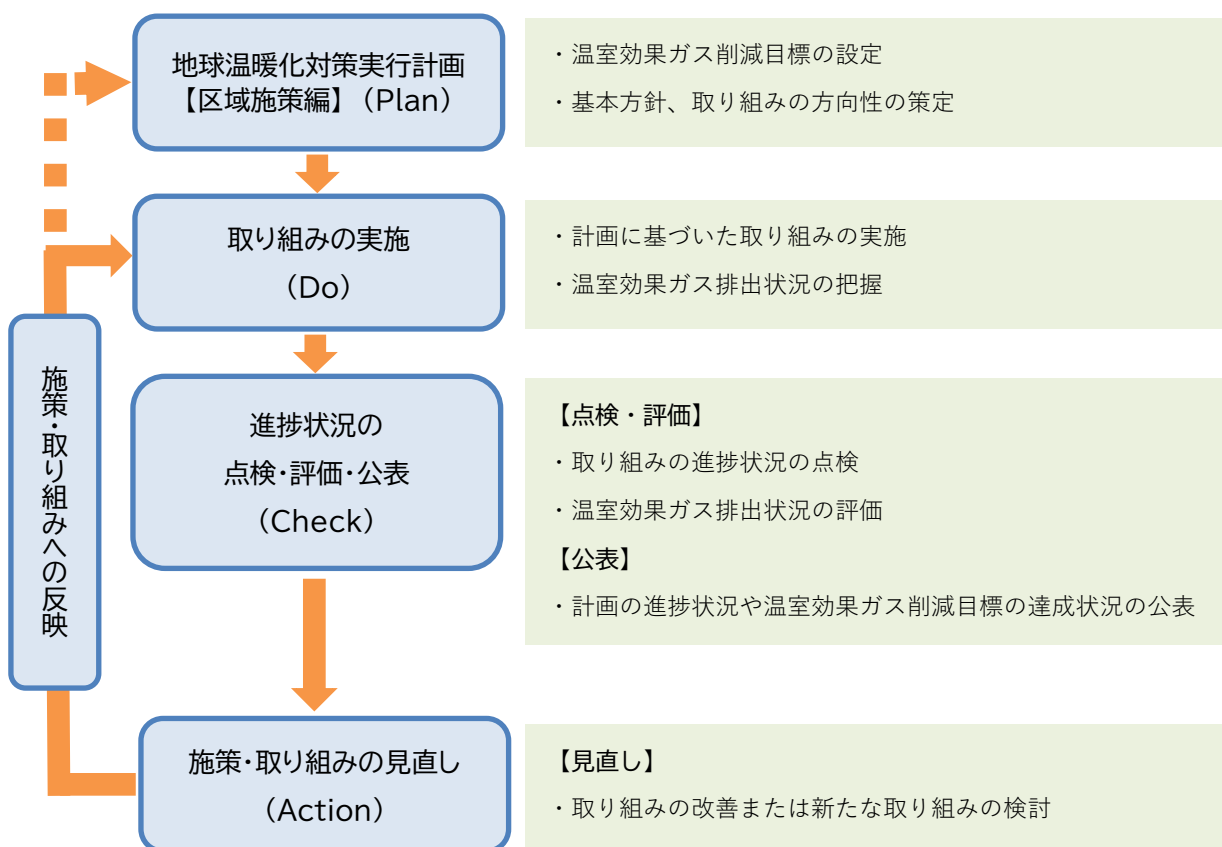 地球温暖化対策実行計画
【区域施策編】（Plan）
・温室効果ガス削減目標の設定
・基本方針、取り組みの方向性の策定
取り組みの実施
（Do）
・計画に基づいた取り組みの実施
・温室効果ガス排出状況の把握
進捗状況の
点検･評価･公表
（Check）
【点検・評価】
・取り組みの進捗状況の点検
・温室効果ガス排出状況の評価
【公表】
・計画の進捗状況や温室効果ガス削減目標の達成状況の公表
施策･取り組みの見直し
（Action）
【見直し】
・取り組みの改善または新たな取り組みの検討
施策･取り組みへの反映